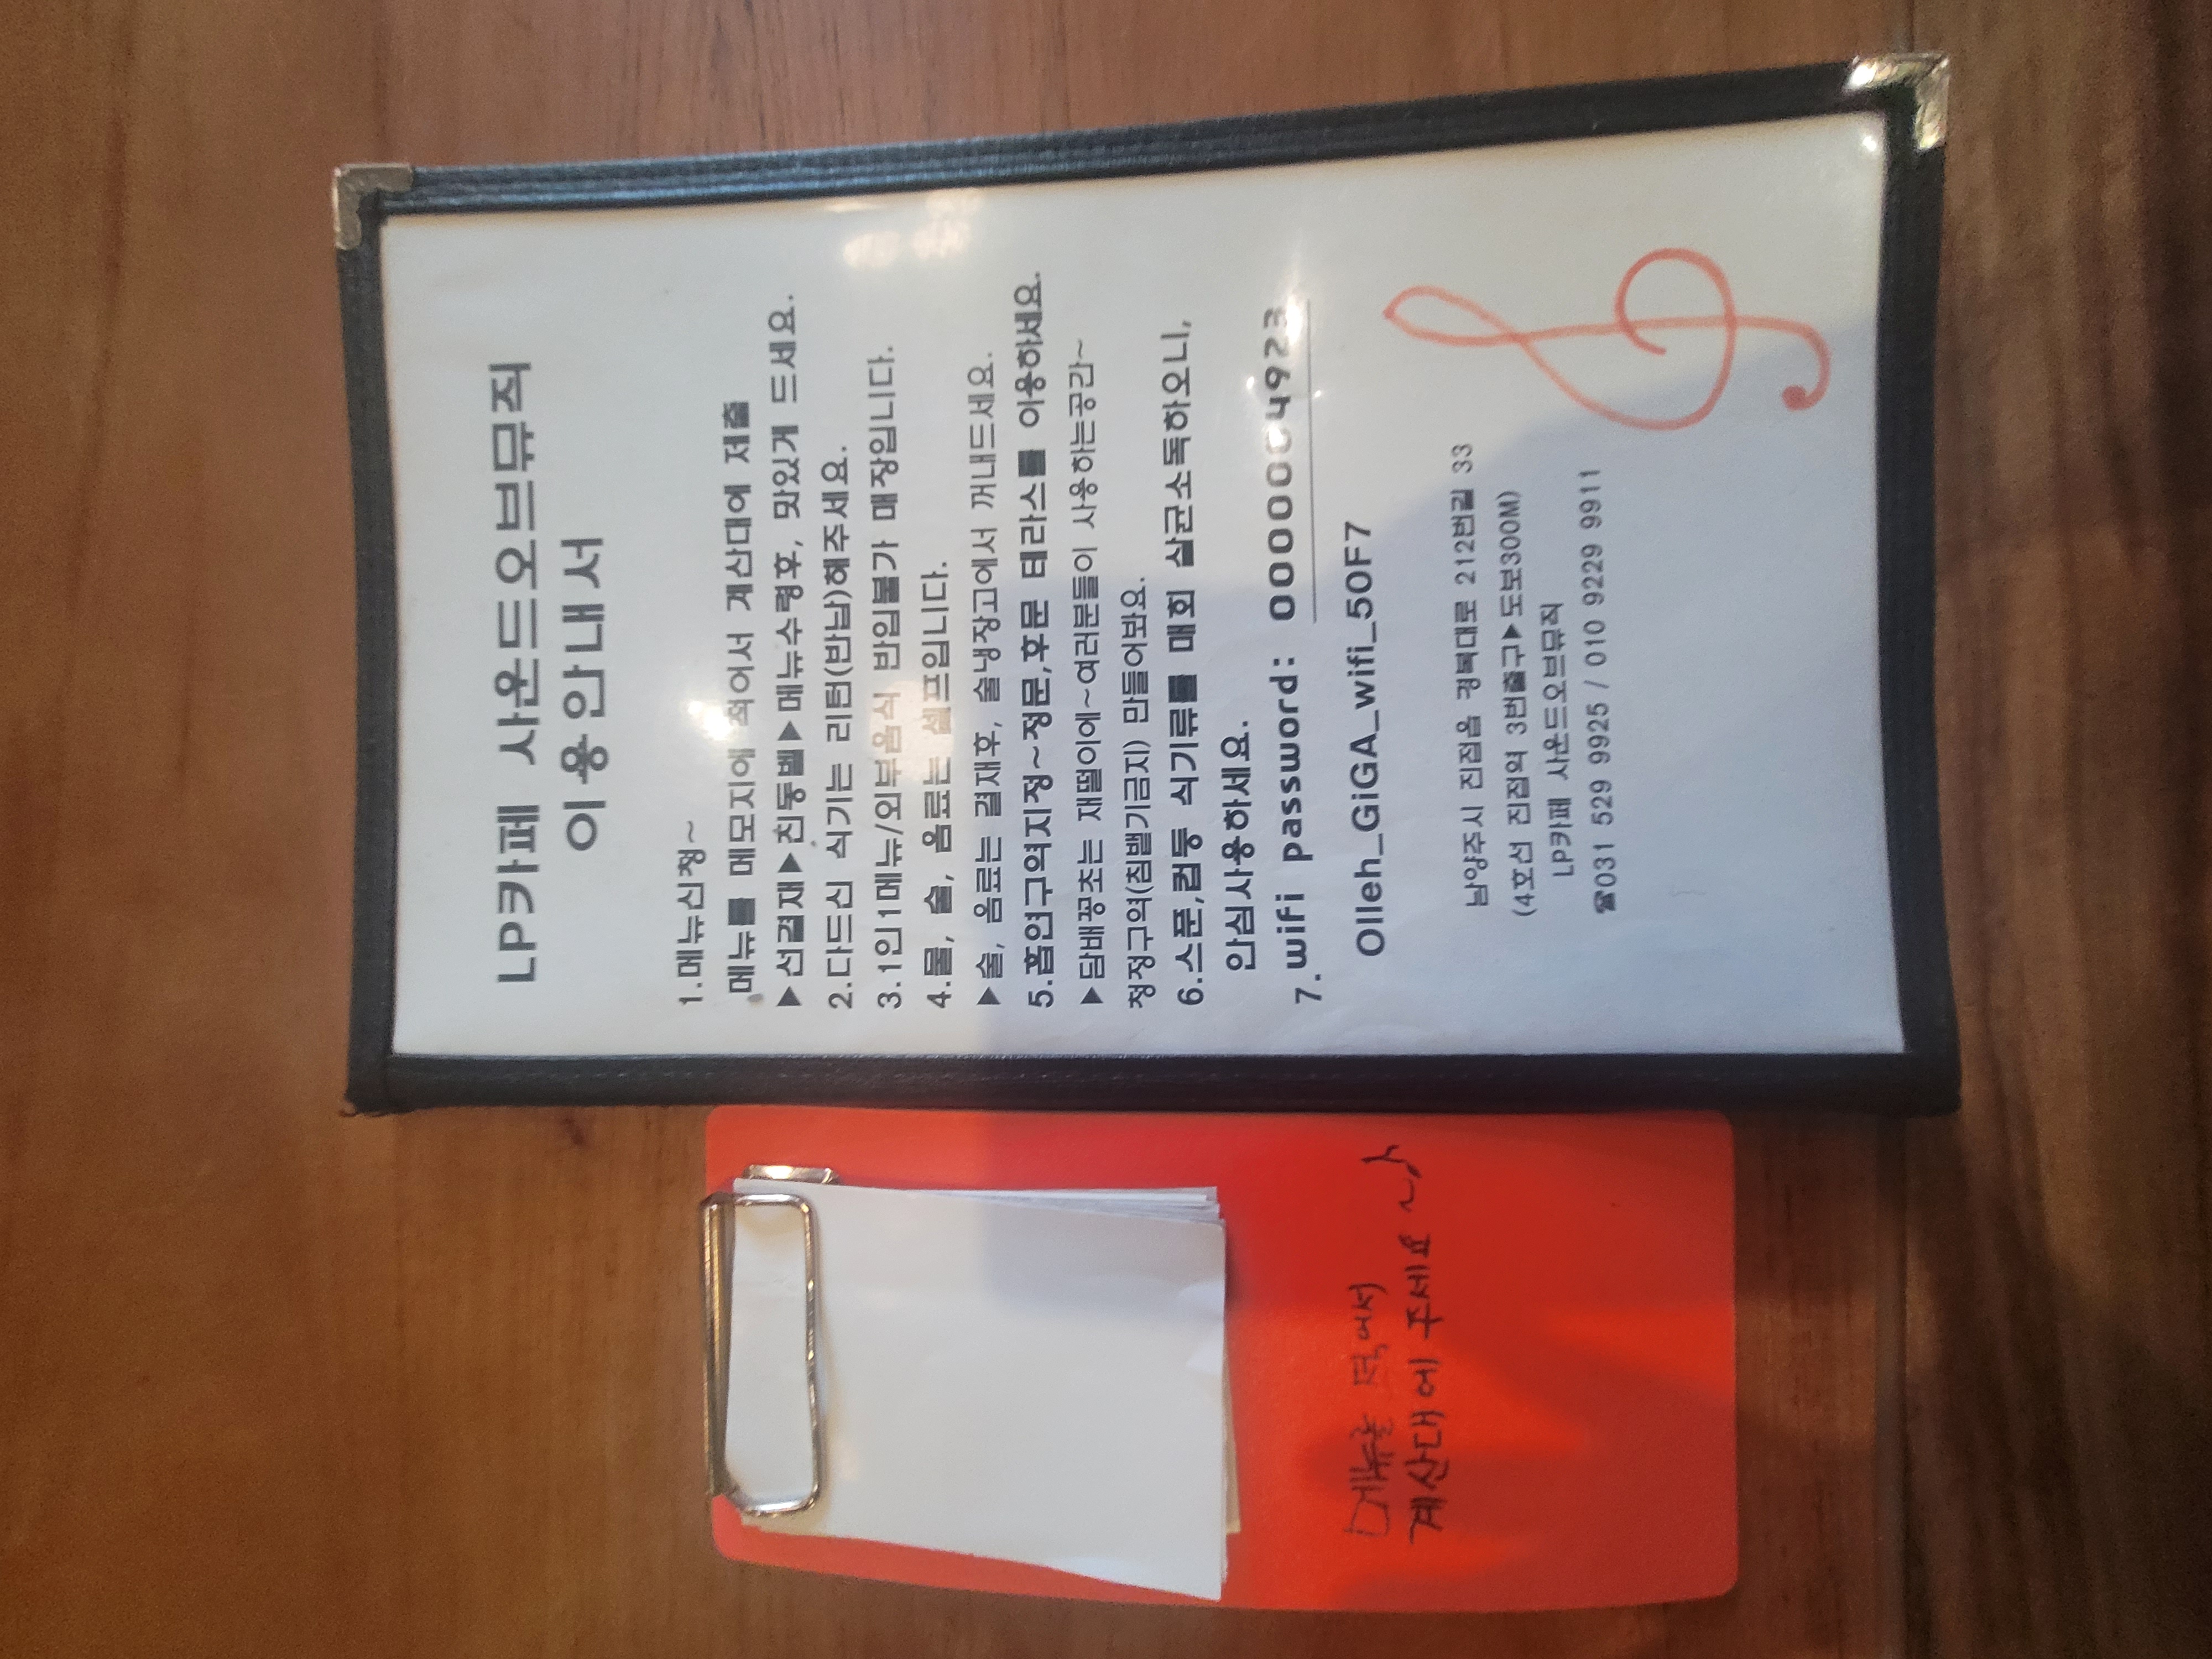 LP카페 사운드오브뮤직
이용안내서
1.메뉴신청~
메뉴를 메모지에 적어서 계산대에 제출
▶선결재▶진동벨▶메뉴수령후, 맛있게 드세요.
2.다드신 식기는 리턴(반납)해주세요.
3.1인1메뉴/외부음식 반입불가 매장입니다.
4.물, 술, 음료는 셀프입니다.
▶술, 음료는 결재후, 술냉장고에서 꺼내드세요.
5.흡연구역지정~정문,후문 테라스를 이용하세요.
▶담배꽁초는 재떨이에~여러분들이 사용하는공간~
청정구역(침뱉기금지) 만들어봐요.
6.스푼,컵등 식기류를 매회 살균소독하오니,
안심사용하세요.
7. wifi password: 00000C4923
Olleh_GiGA_wifi_50F7
남양주시 진접읍 경복대로 212번길 33
(4호선 진접역 3번출구▶도보300M)
LP카페 사운드오브뮤직
☎031 529 9925 / 010 9229 9911
메뉴를 적어서
계산대에 주세요 ~♪